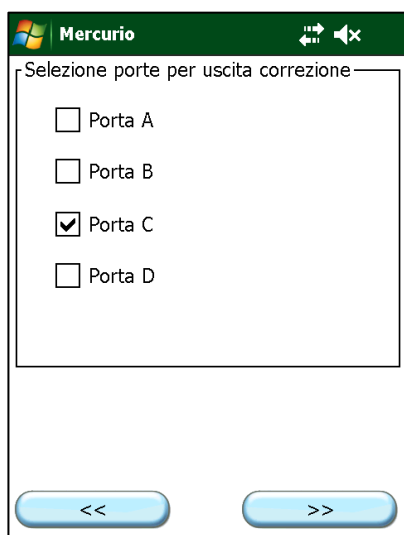 Mercurio
Selezione porte per uscita correzione
Porta A
Porta B
Porta C
Porta D
<< >>